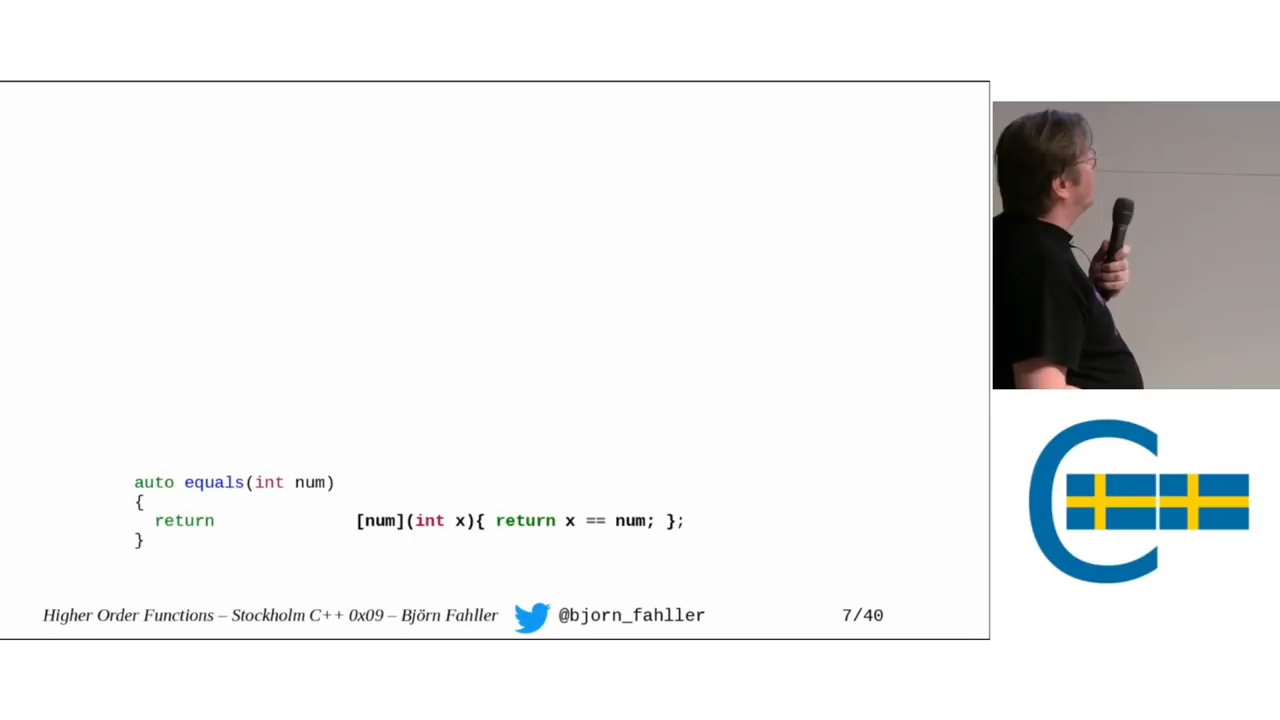 auto equals(int num)
{
  return              [num](int x){ return x == num; };
}
Higher Order Functions – Stockholm C++ 0x09 – Björn Fahller @bjorn_fahller 7/40
C